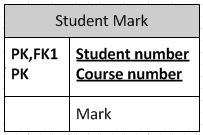 Student Mark
PK,FK1 Student number
PK Course number
Mark